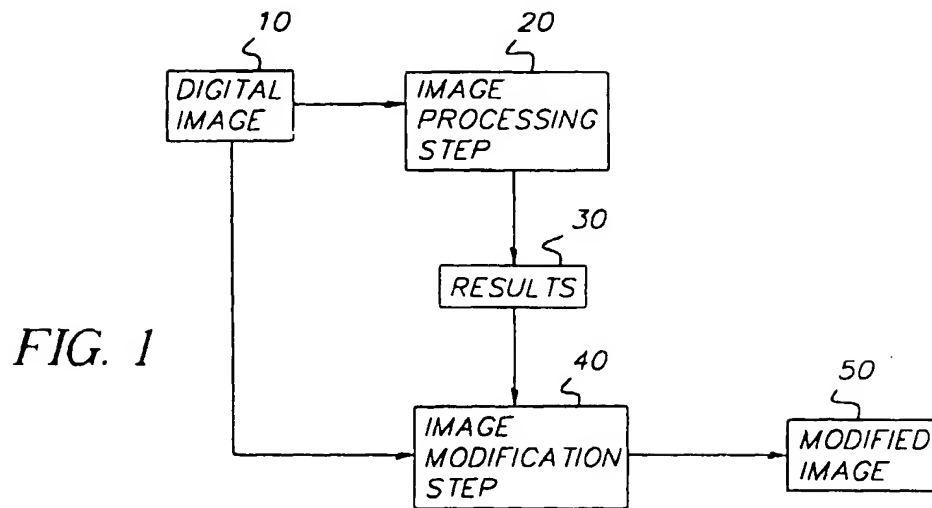 10
20
DIGITAL
IMAGE
IMAGE
PROCESSING
STEP
30
RESULTS
FIG. 1
40
50
IMAGE
MODIFICATION
STEP
MODIFIED
IMAGE